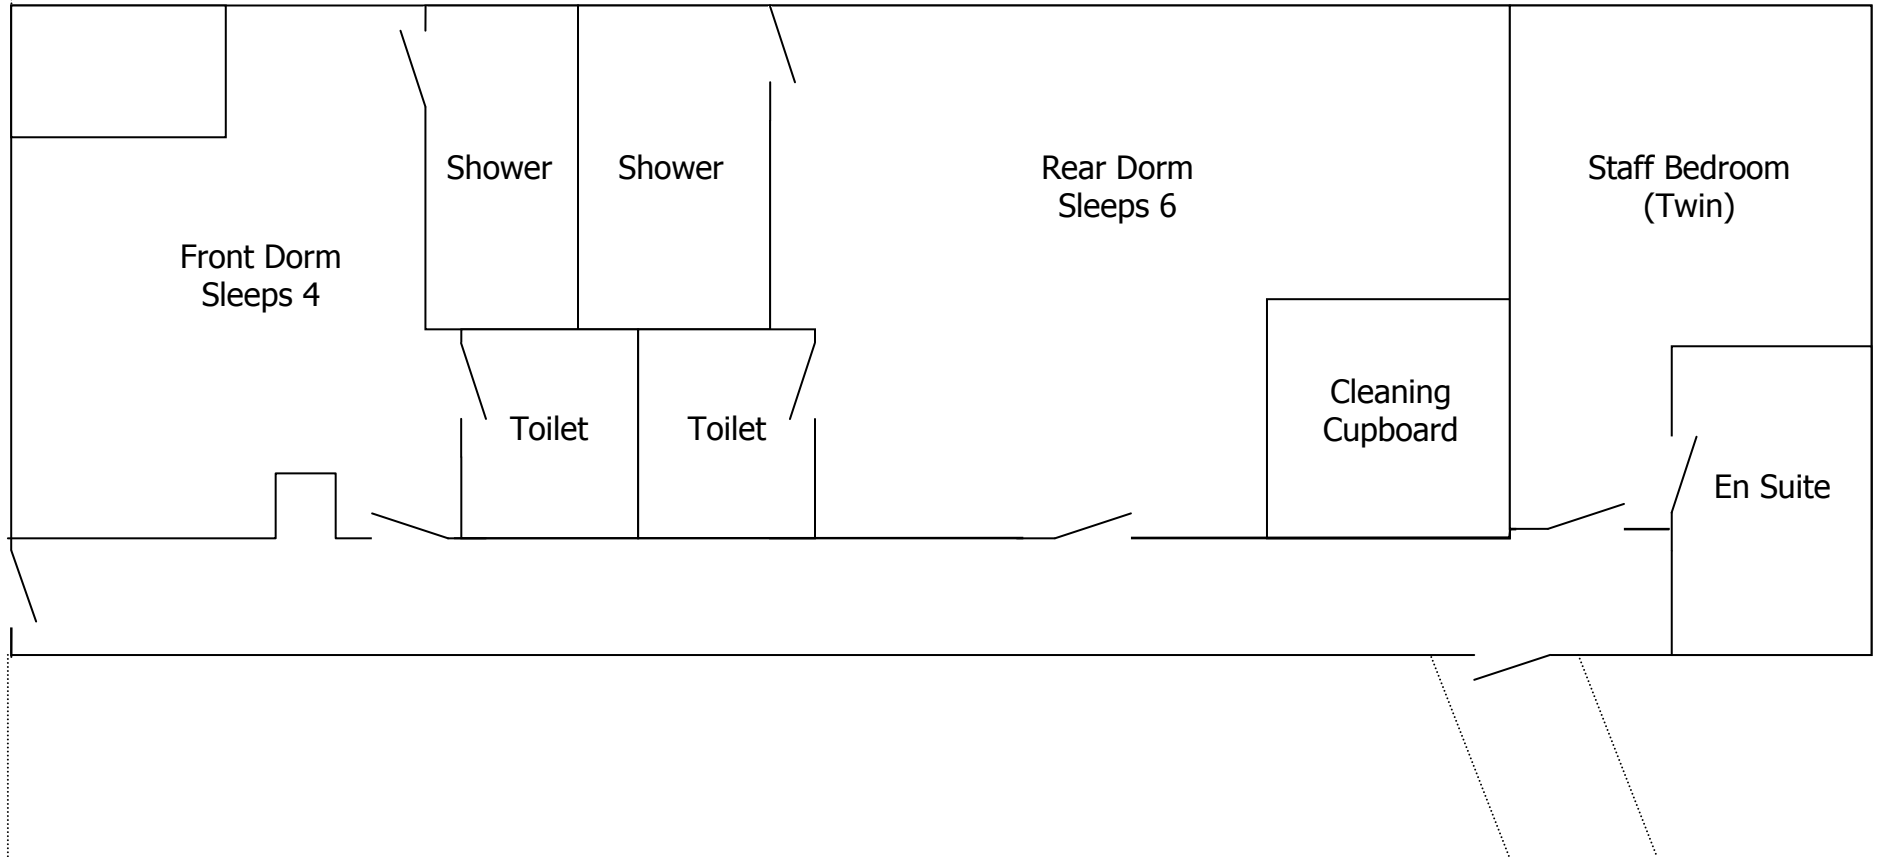 Shower
Shower
Rear Dorm
Sleeps 6
Staff Bedroom
(Twin)
Front Dorm
Sleeps 4
Cleaning
Cupboard
Toilet
Toilet
En Suite